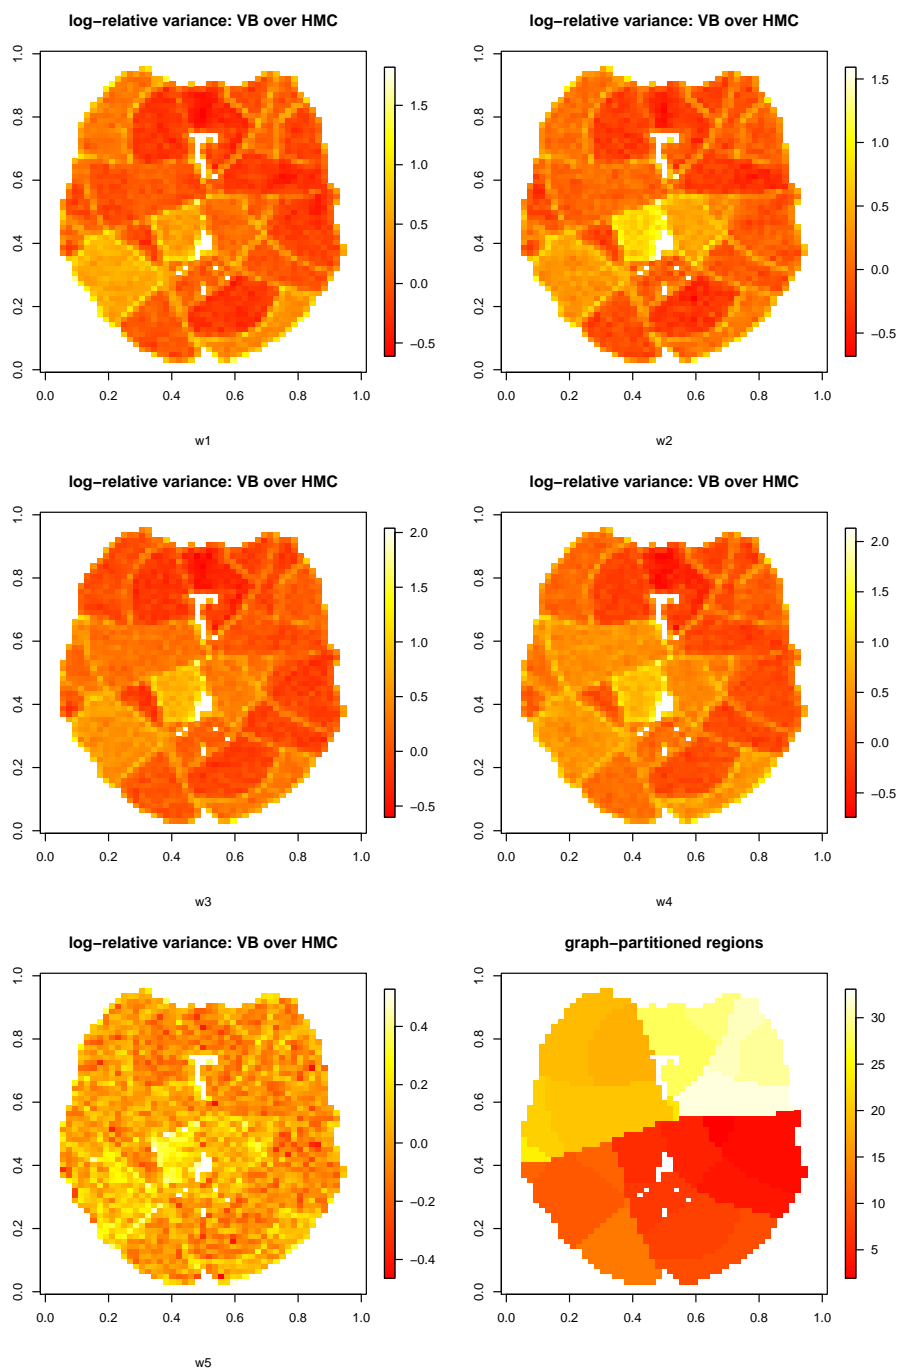 log−relative variance: VB over HMC log−relative variance: VB over HMC
0.0 0.2 0.4 0.6 0.8 1.0
−0.5 0.0 0.5 1.0 1.5
0.0 0.2 0.4 0.6 0.8 1.0
−0.5 0.0 0.5 1.0 1.5
0.0 0.2 0.4 0.6 0.8 1.0 0.0 0.2 0.4 0.6 0.8 1.0
w1 w2
log−relative variance: VB over HMC log−relative variance: VB over HMC
0.0 0.2 0.4 0.6 0.8 1.0
−0.5 0.0 0.5 1.0 1.5 2.0
0.0 0.2 0.4 0.6 0.8 1.0
−0.5 0.0 0.5 1.0 1.5 2.0
0.0 0.2 0.4 0.6 0.8 1.0 0.0 0.2 0.4 0.6 0.8 1.0
w3 w4
log−relative variance: VB over HMC graph−partitioned regions
0.0 0.2 0.4 0.6 0.8 1.0
−0.4 −0.2 0.0 0.2 0.4
0.0 0.2 0.4 0.6 0.8 1.0
5 10 15 20 25 30
0.0 0.2 0.4 0.6 0.8 1.0 0.0 0.2 0.4 0.6 0.8 1.0
w5